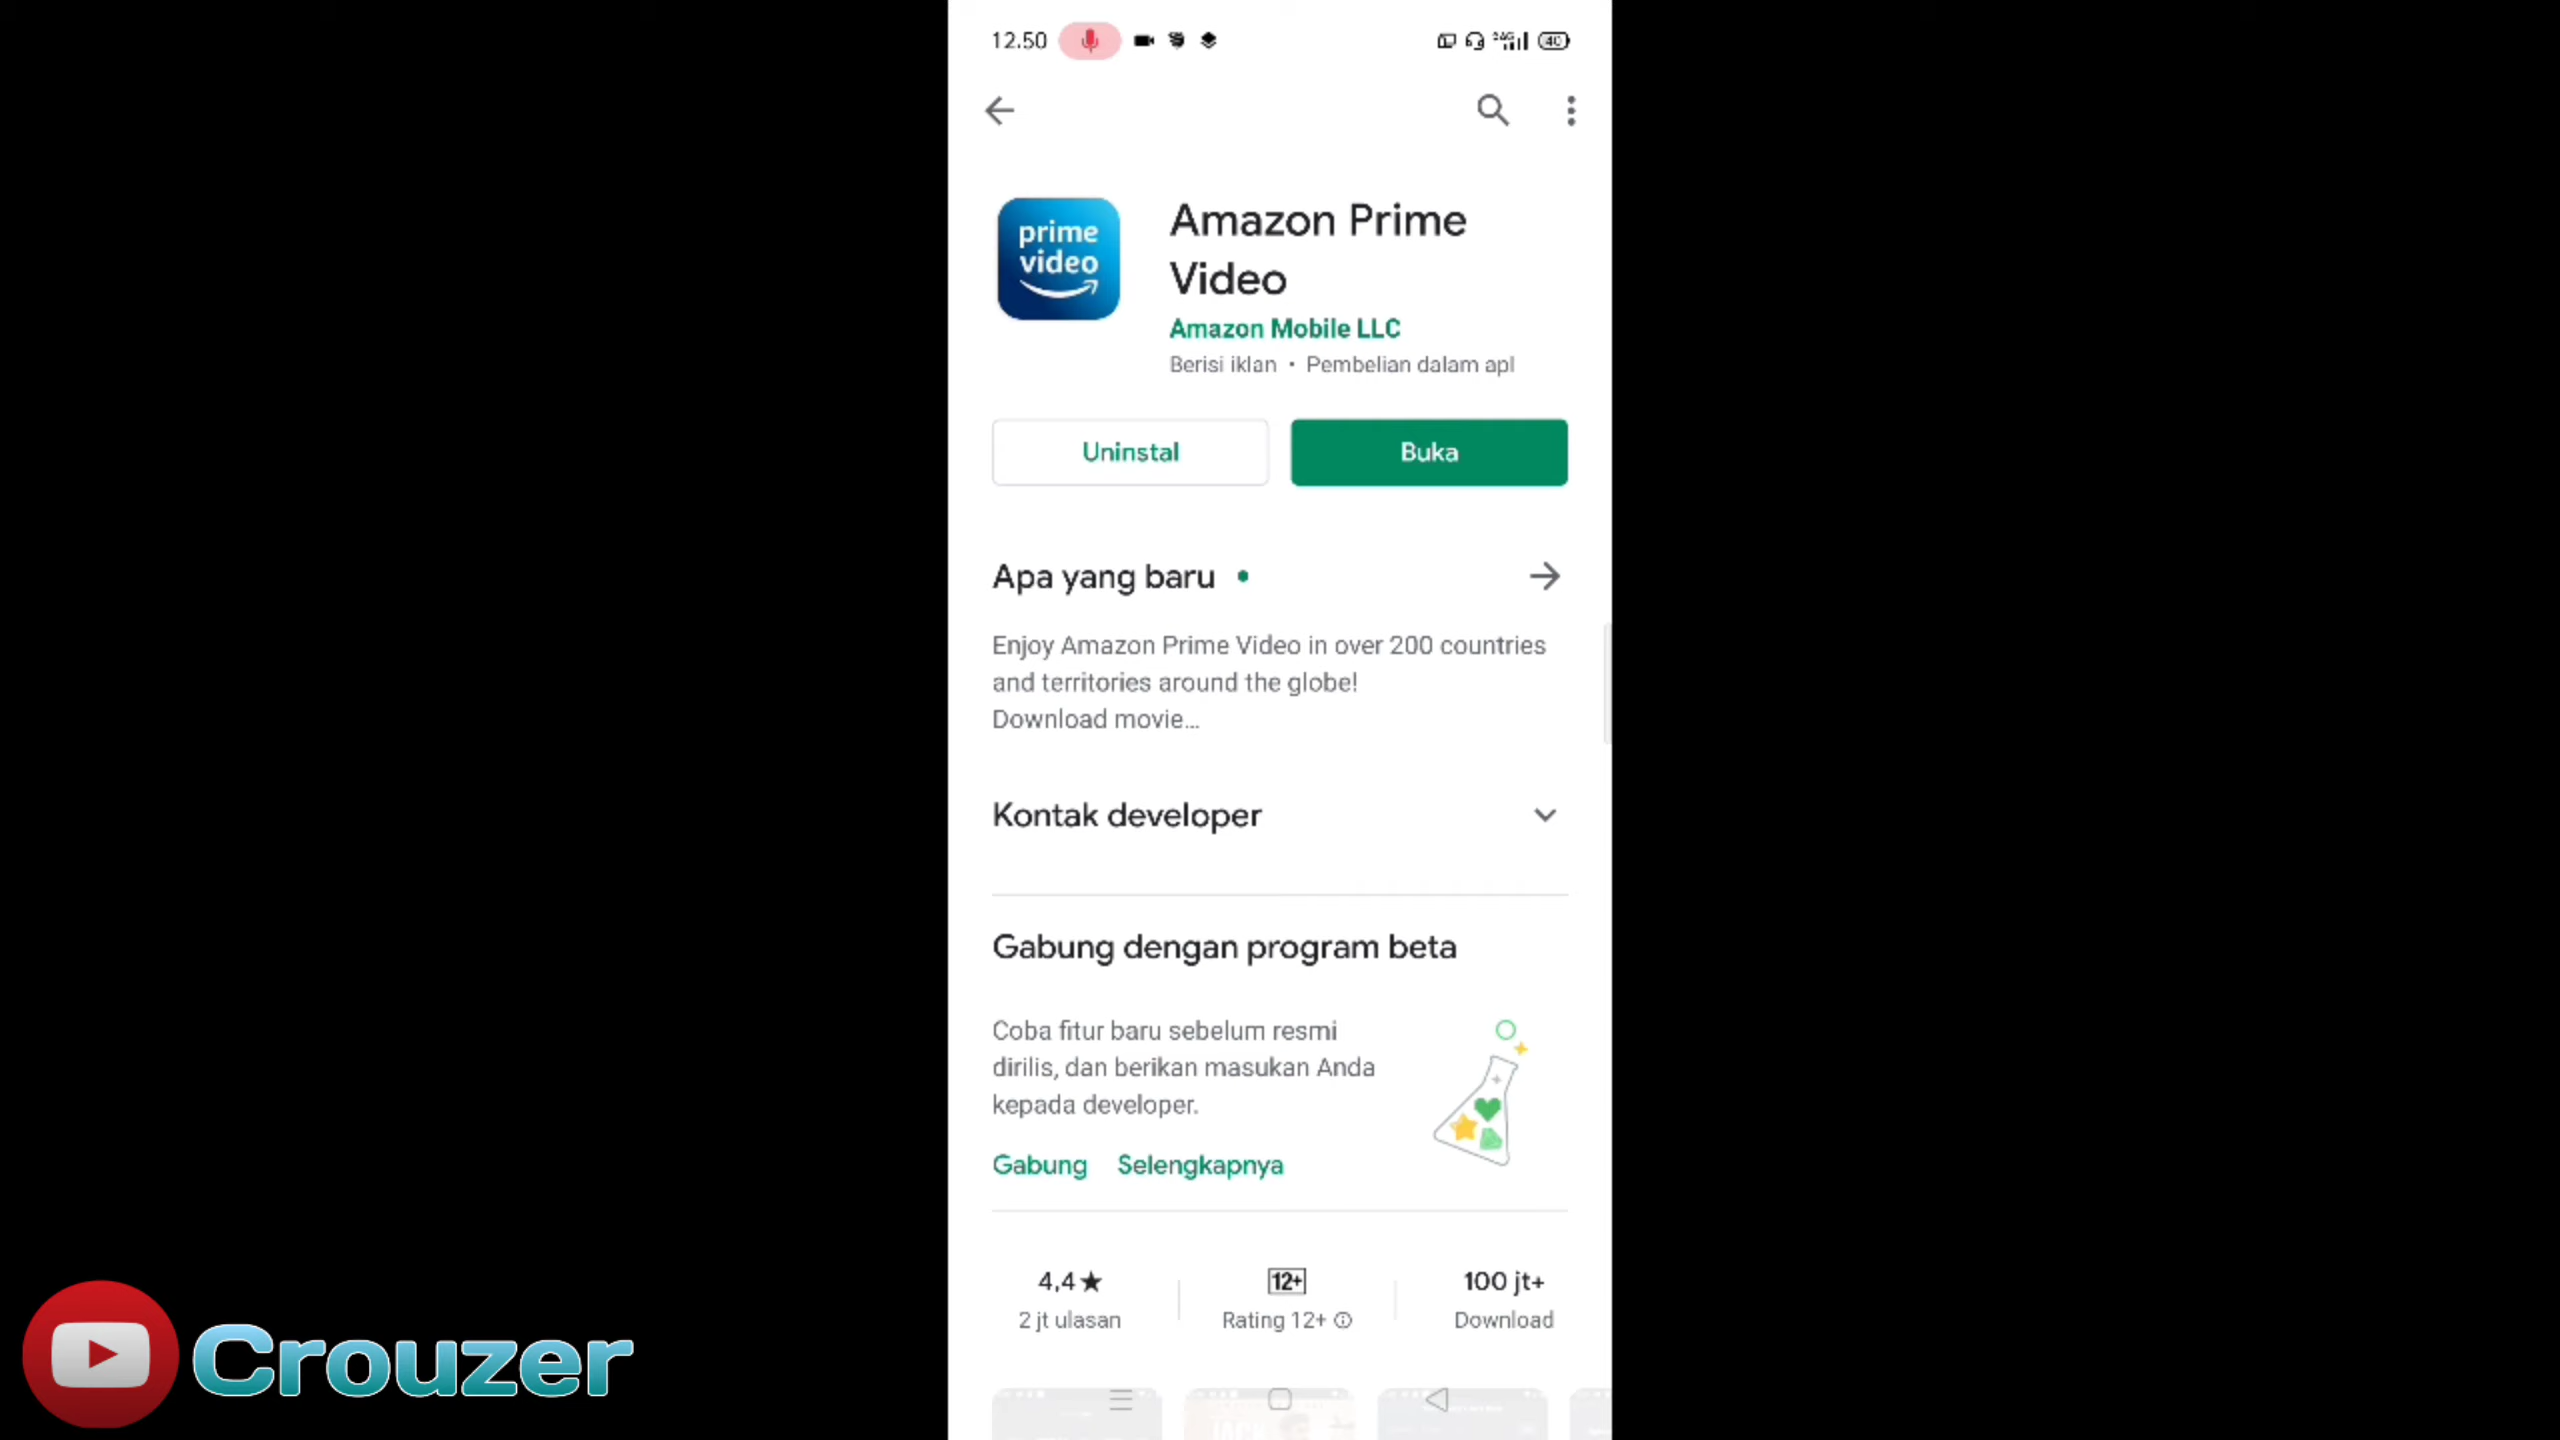 12.50
40
prime
video
Amazon Prime
Video
Amazon Mobile LLC
Berisi iklan • Pembelian dalam apl
Uninstal
Buka
Apa yang baru •
Enjoy Amazon Prime Video in over 200 countries
and territories around the globe!
Download movie...
Kontak developer
Gabung dengan program beta
Coba fitur baru sebelum resmi
dirilis, dan berikan masukan Anda
kepada developer.
Gabung Selengkapnya
4,4★
2 jt ulasan
12+
Rating 12+
100 jt+
Download
JACK
Crouzer